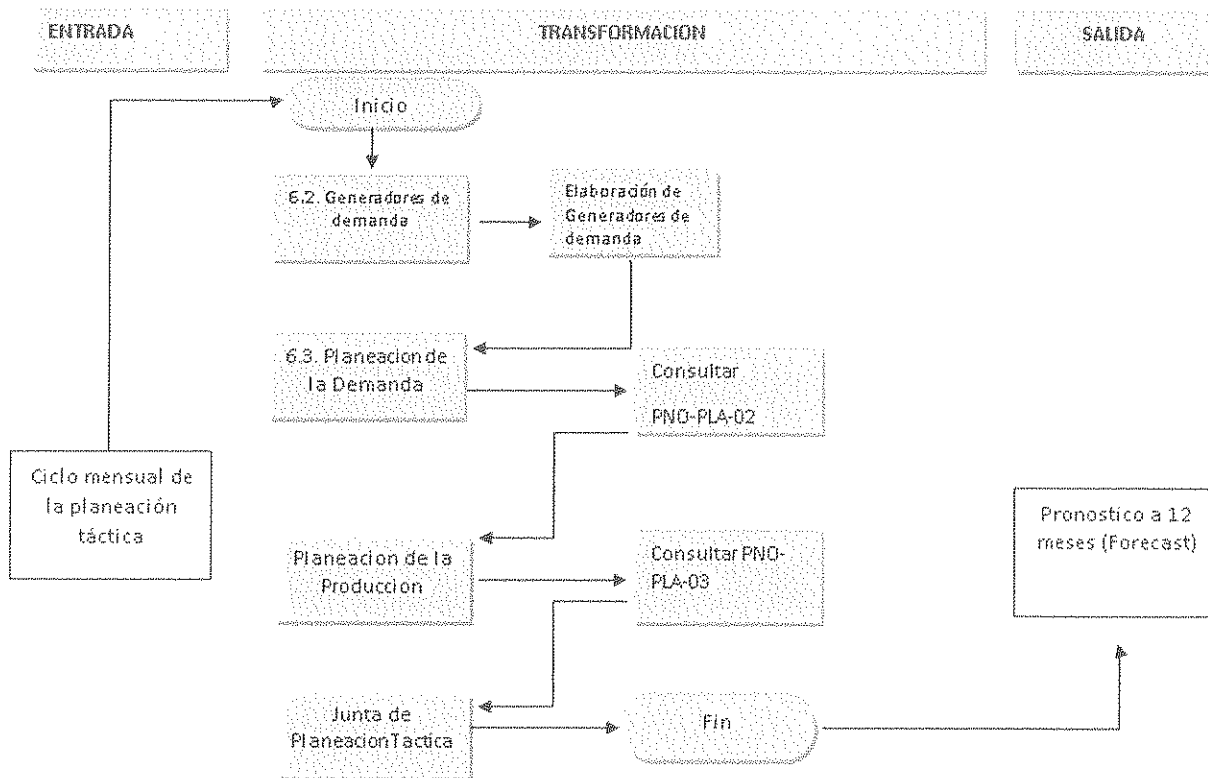 ENTRADA
TRANSFORMACION
SALIDA
Inicio
6.2. Generadores de
demanda
Elaboración de
Generadores de
demanda
6.3. Planeacion de
la Demanda
Consultar
PNO-PLA-02
Ciclo mensual de
la planeación
táctica
Planeacion de la
Produccion
Consultar PNO-
PLA-03
Pronostico a 12
meses (Forecast)
Junta de
Planeacion Tactica
Fin